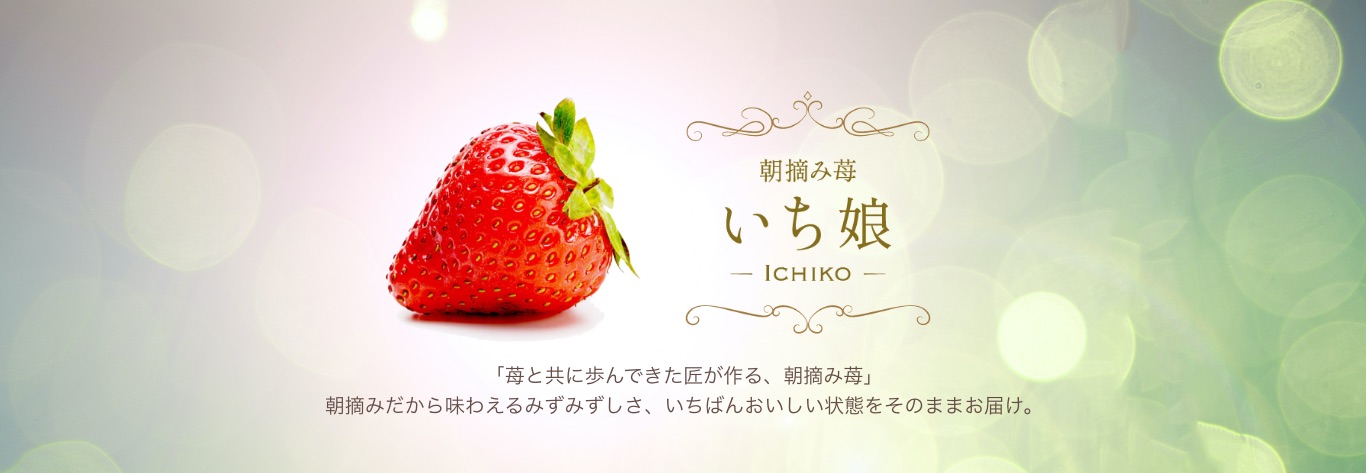 朝摘み苺
いち娘
ICHIKO
「苺と共に歩んできた匠が作る、朝摘み苺」
朝摘みだから味わえるみずみずしさ、いちばんおいしい状態をそのままお届け。